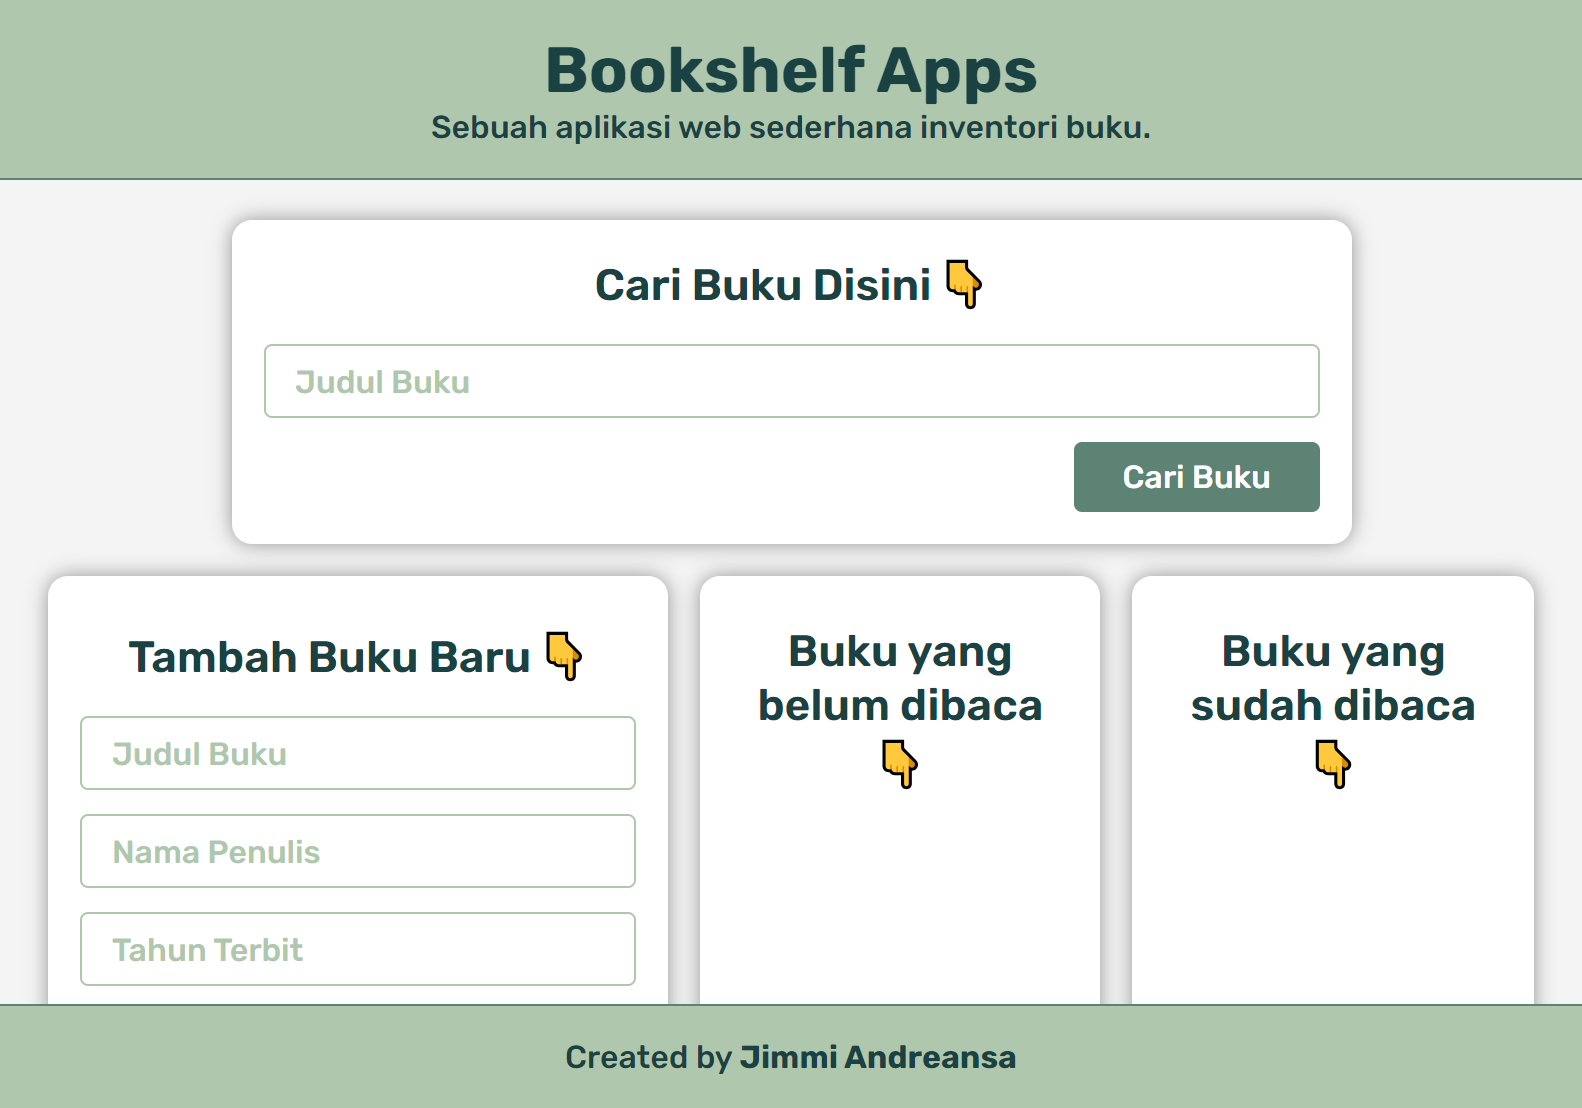 Bookshelf Apps
Sebuah aplikasi web sederhana inventori buku.
Cari Buku Disini 👇
Judul Buku
Cari Buku
Tambah Buku Baru 👇
Judul Buku
Nama Penulis
Tahun Terbit
Buku yang
belum dibaca
👇
Buku yang
sudah dibaca
👇
Created by Jimmi Andreansa